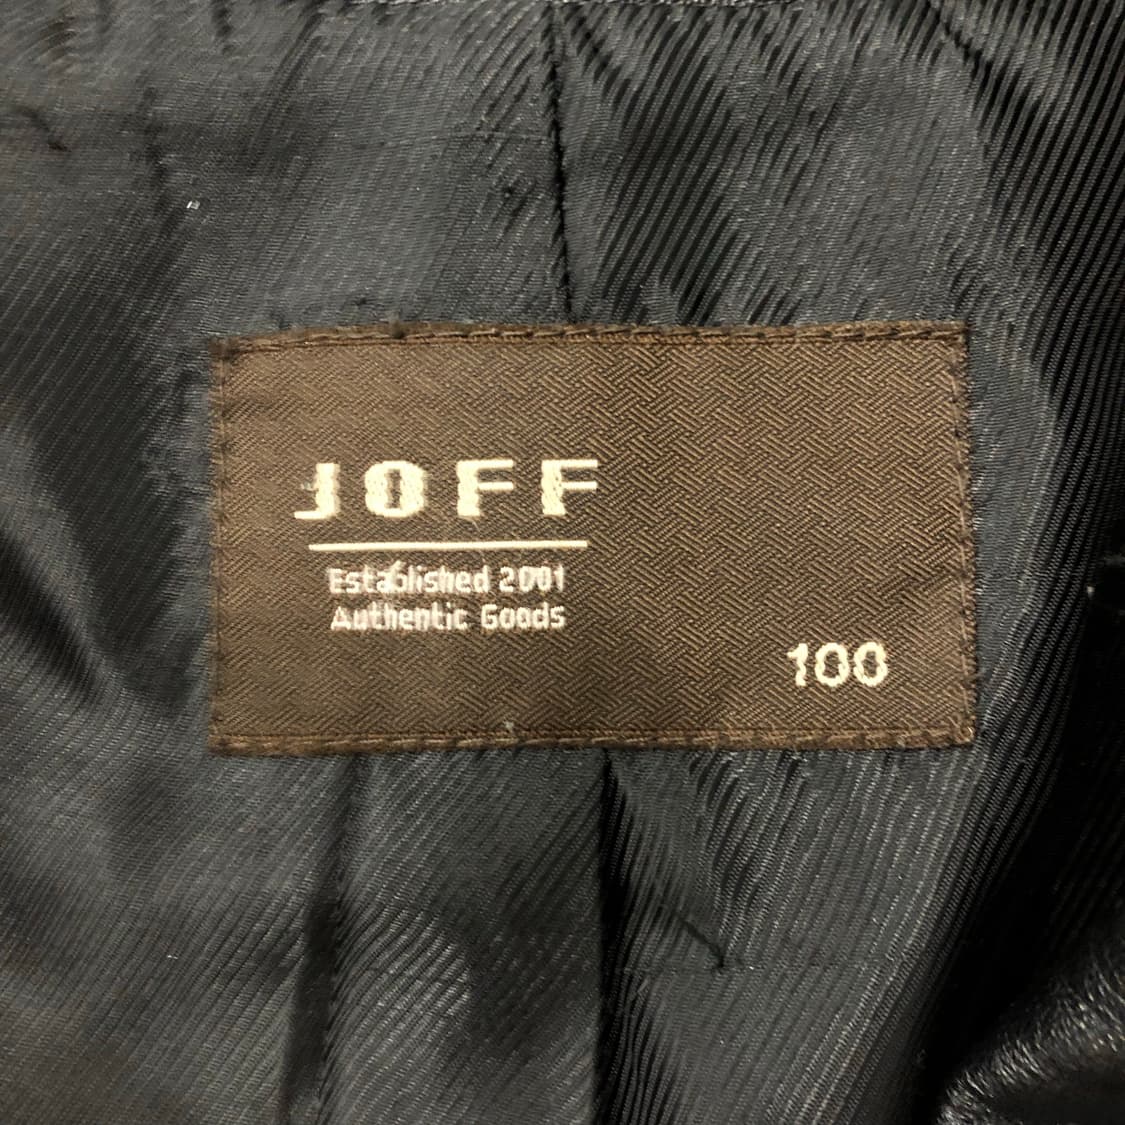 JOFF
Established 2001
Authentic Goods
100